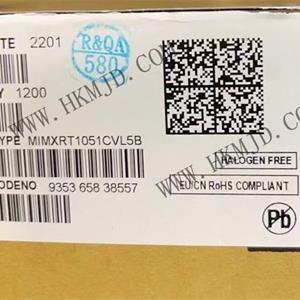 TE 2201
R&QA
580
Y 1200
YPE MIMXRT1051CVL5B
HALOGEN FREE
ODENO 9353 658 38557
EU/CN RoHS COMPLIANT
Pb
WWW.HKMJD.COM
WWW.HKMJD.COM